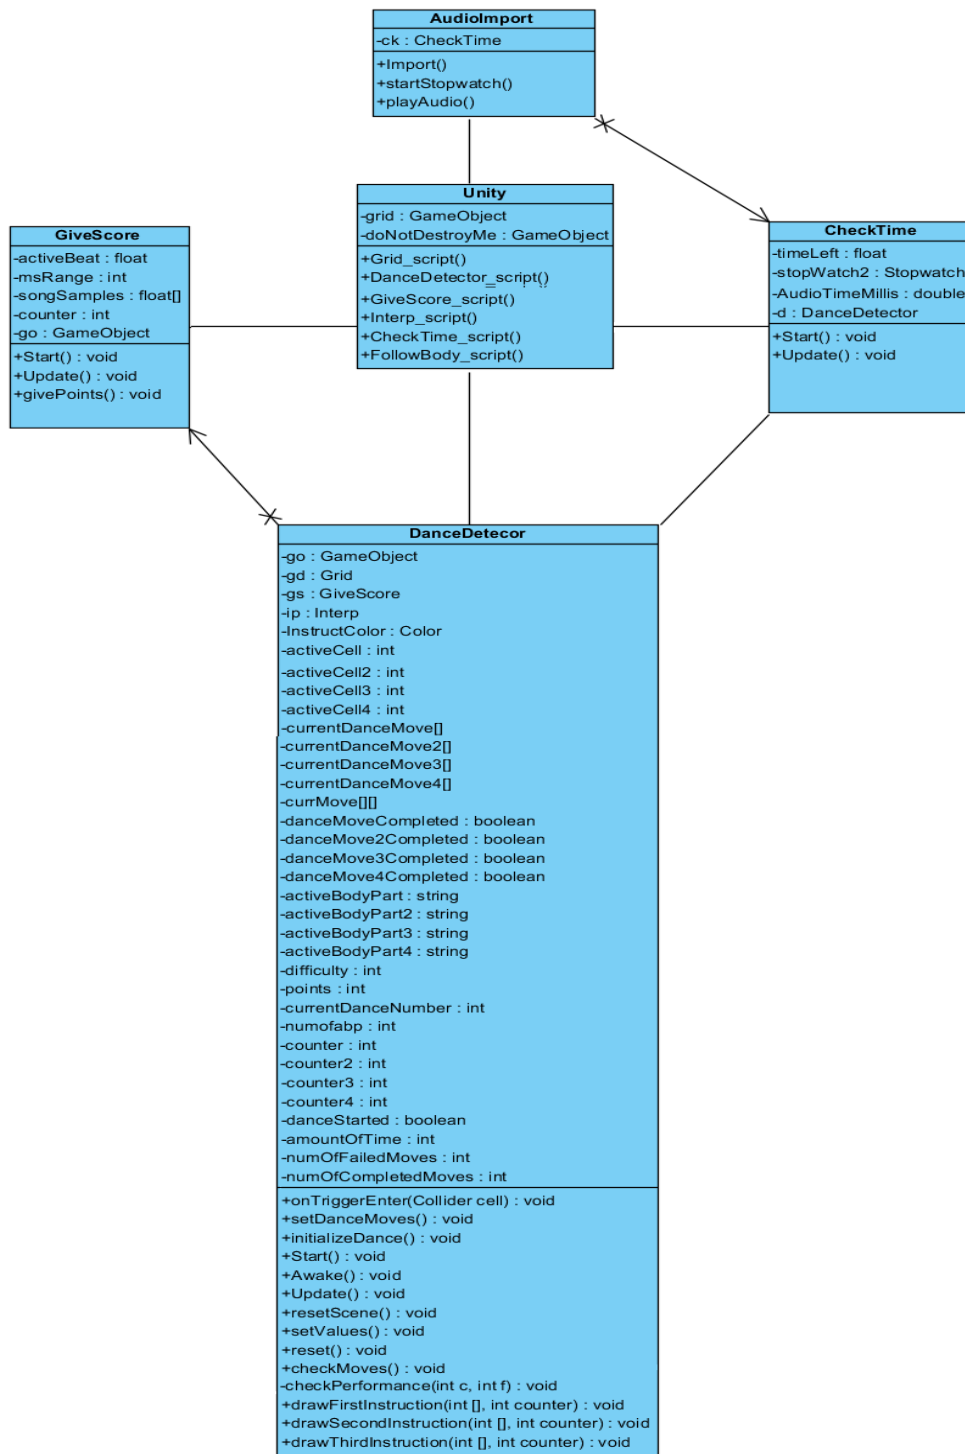 AudioImport
-ck : CheckTime
+Import()
+startStopwatch()
+playAudio()
Unity
-grid : GameObject
-doNotDestroyMe : GameObject
+Grid_script()
+DanceDetector_script()
+GiveScore_script()
+Interp_script()
+CheckTime_script()
+FollowBody_script()
GiveScore
-activeBeat : float
-msRange : int
-songSamples : float[]
-counter : int
-go : GameObject
+Start() : void
+Update() : void
+givePoints() : void
CheckTime
-timeLeft : float
-stopWatch2 : Stopwatch
-AudioTimeMillis : double
-d : DanceDetector
+Start() : void
+Update() : void
DanceDetecor
-go : GameObject
-gd : Grid
-gs : GiveScore
-ip : Interp
-InstructColor : Color
-activeCell : int
-activeCell2 : int
-activeCell3 : int
-activeCell4 : int
-currentDanceMove[]
-currentDanceMove2[]
-currentDanceMove3[]
-currentDanceMove4[]
-currMove[][]
-danceMoveCompleted : boolean
-danceMove2Completed : boolean
-danceMove3Completed : boolean
-danceMove4Completed : boolean
-activeBodyPart : string
-activeBodyPart2 : string
-activeBodyPart3 : string
-activeBodyPart4 : string
-difficulty : int
-points : int
-currentDanceNumber : int
-numofabp : int
-counter : int
-counter2 : int
-counter3 : int
-counter4 : int
-danceStarted : boolean
-amountOfTime : int
-numOfFailedMoves : int
-numOfCompletedMoves : int
+onTriggerEnter(Collider cell) : void
+setDanceMoves() : void
+initializeDance() : void
+Start() : void
+Awake() : void
+Update() : void
+resetScene() : void
+setValues() : void
+reset() : void
+checkMoves() : void
-checkPerformance(int c, int f) : void
+drawFirstInstruction(int [], int counter) : void
+drawSecondInstruction(int [], int counter) : void
+drawThirdInstruction(int [], int counter) : void